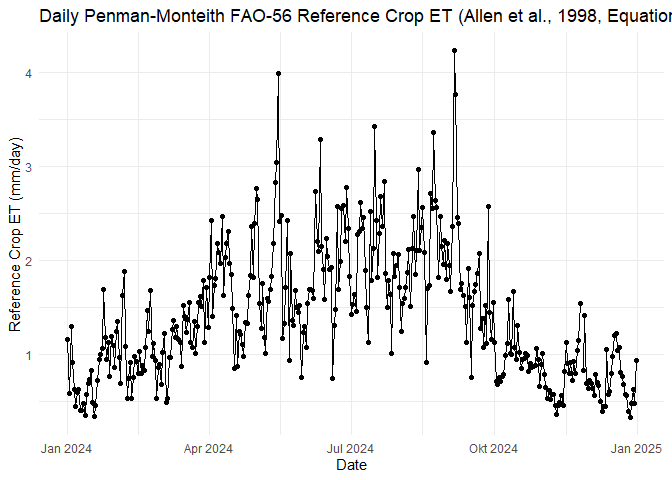 Daily Penman-Monteith FAO-56 Reference Crop ET (Allen et al., 1998, Equation
Reference Crop ET (mm/day)
4
3
2
1
Jan 2024
Apr 2024
Jul 2024
Okt 2024
Jan 2025
Date